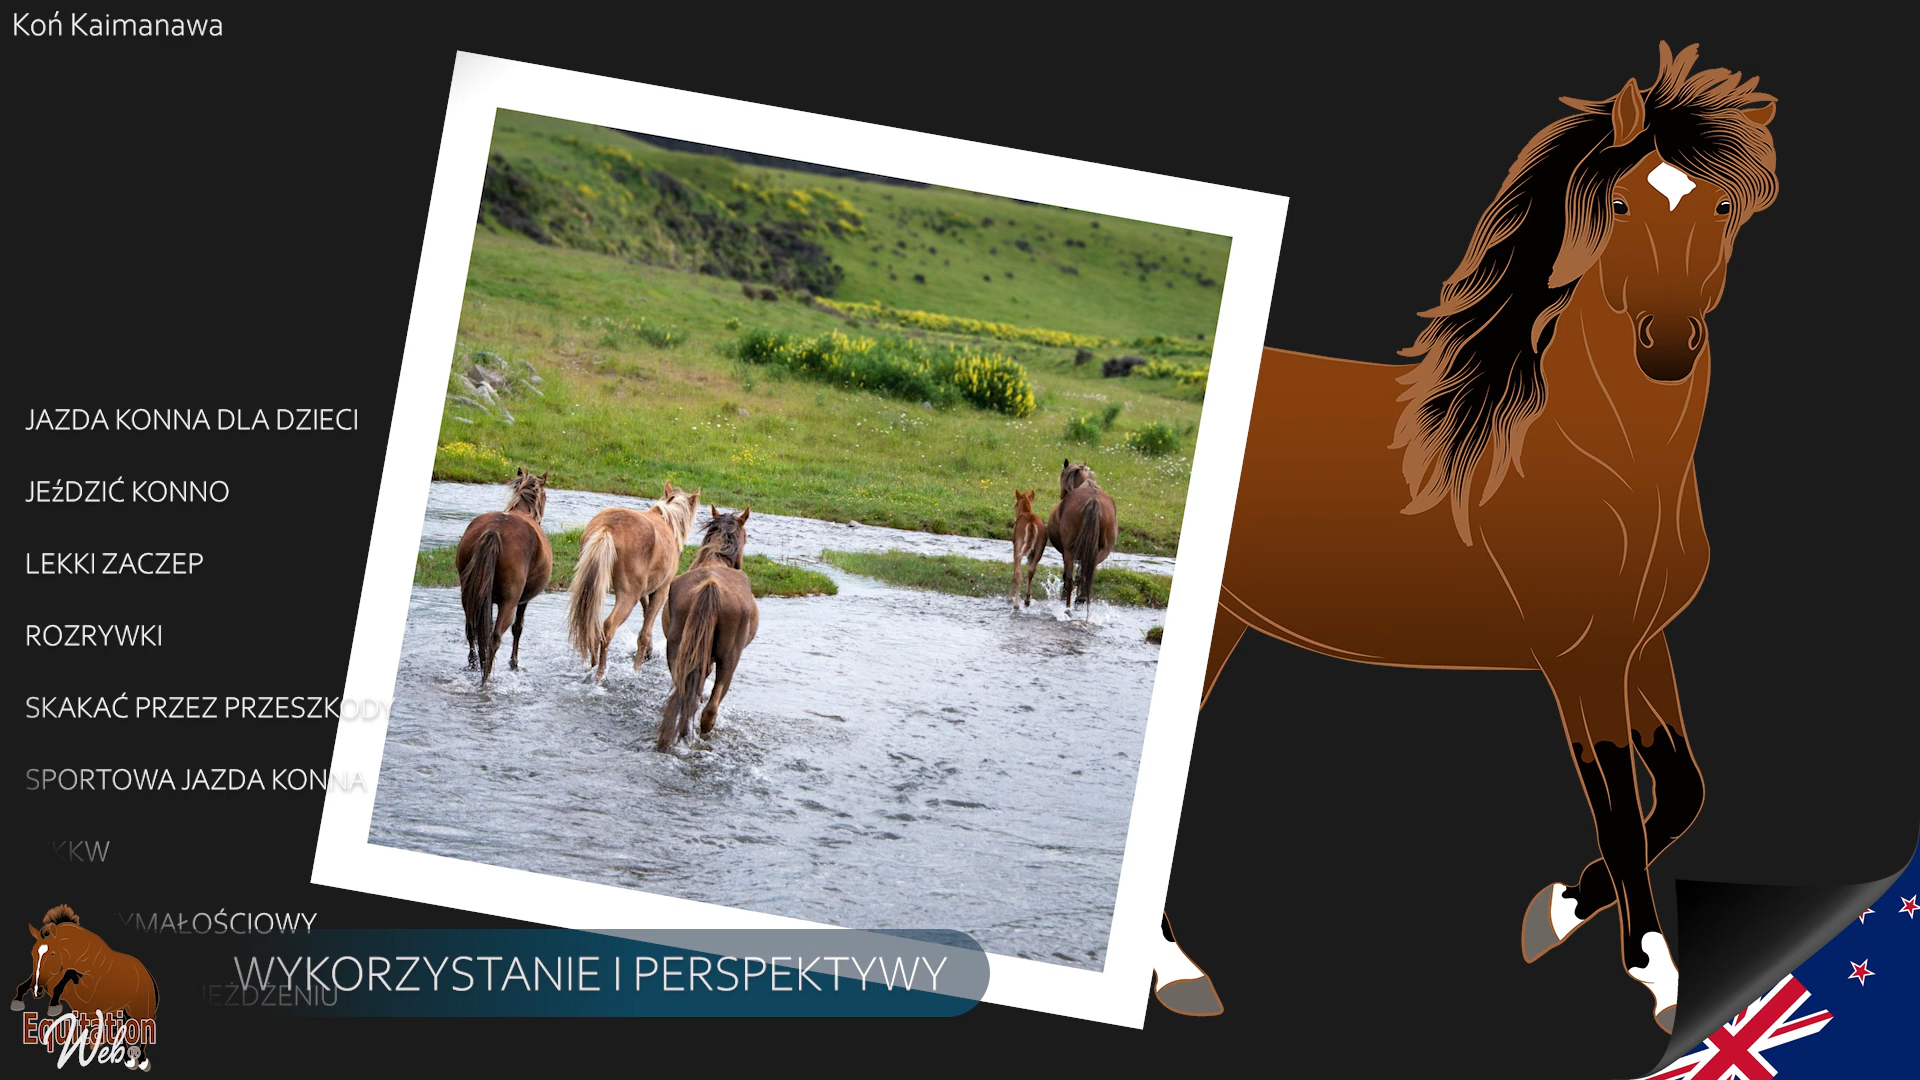 Koń Kaimanawa
JAZDA KONNA DLA DZIECI
JEźDZIĆ KONNO
LEKKI ZACZEP
ROZRYWKI
SKAKAĆ PRZEZ PRZESZKODY
SPORTOWA JAZDA KONNA
WYKORZYSTANIE I PERSPEKTYWY
Equitation
Web